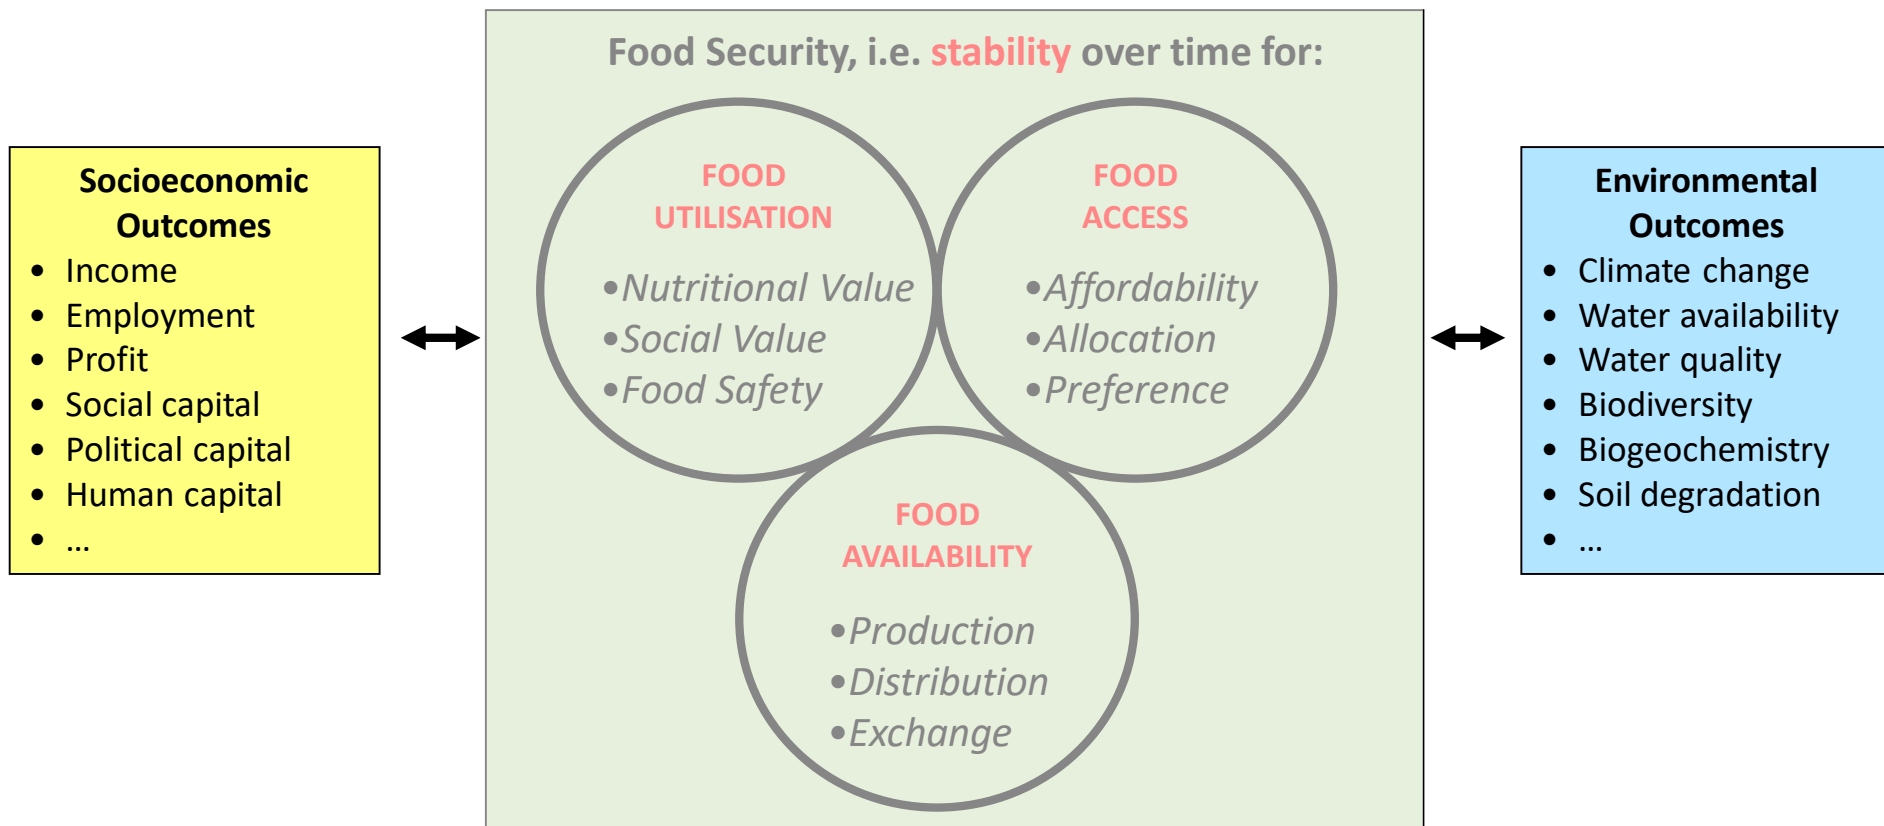 Food Security, i.e. stability over time for:
Socioeconomic
Outcomes
• Income
• Employment
• Profit
• Social capital
• Political capital
• Human capital
• ...
FOOD
UTILISATION
•Nutritional Value
•Social Value
•Food Safety
FOOD
ACCESS
•Affordability
•Allocation
•Preference
FOOD
AVAILABILITY
•Production
•Distribution
•Exchange
Environmental
Outcomes
• Climate change
• Water availability
• Water quality
• Biodiversity
• Biogeochemistry
• Soil degradation
• ...